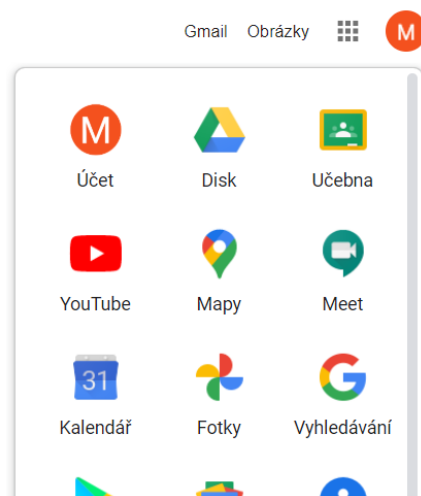 Gmail Obrázky M
M
Účet Disk Učebna
YouTube Mapy Meet
31
Kalendář Fotky Vyhledávání